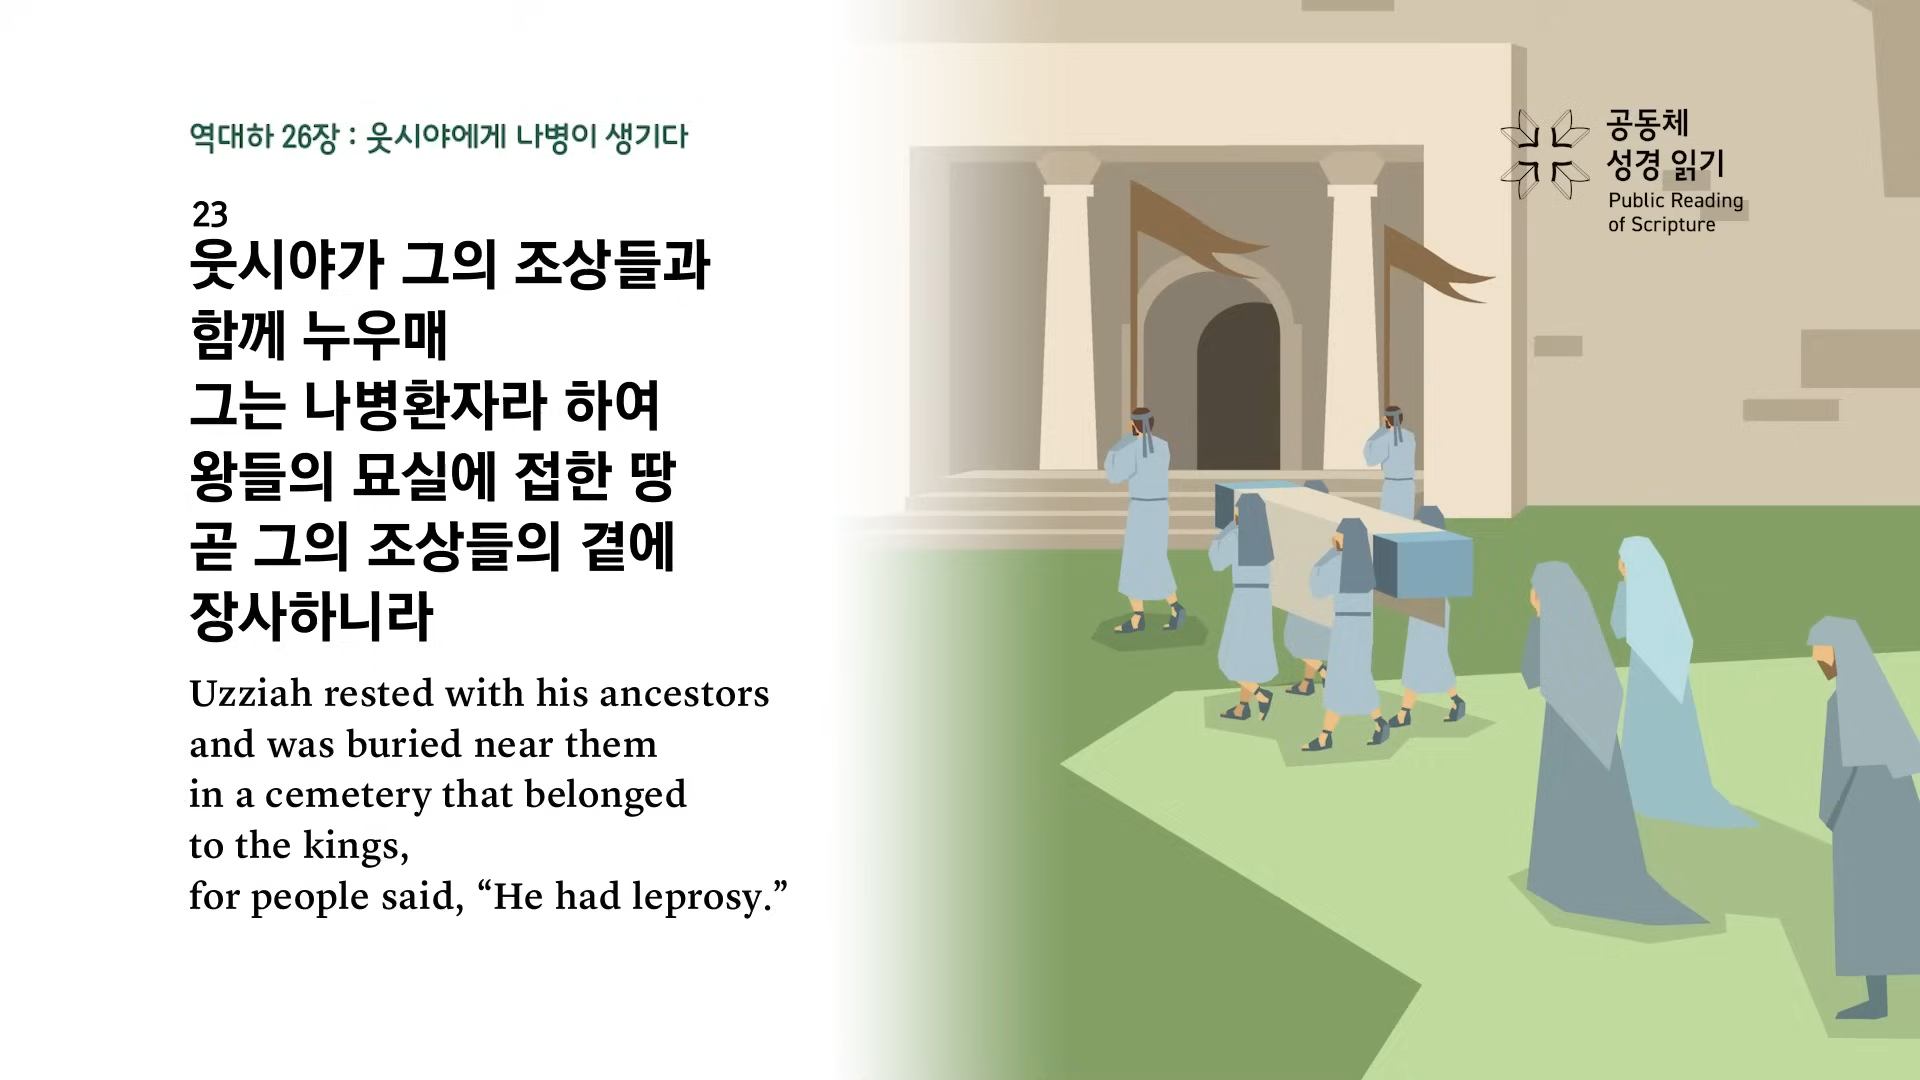 역대하 26장 : 웃시야에게 나병이 생기다
23
웃시야가 그의 조상들과
함께 누우매
그는 나병환자라 하여
왕들의 묘실에 접한 땅
곧 그의 조상들의 곁에
장사하니라
Uzziah rested with his ancestors
and was buried near them
in a cemetery that belonged
to the kings,
for people said, “He had leprosy.”
공동체
성경 읽기
Public Reading
of Scripture